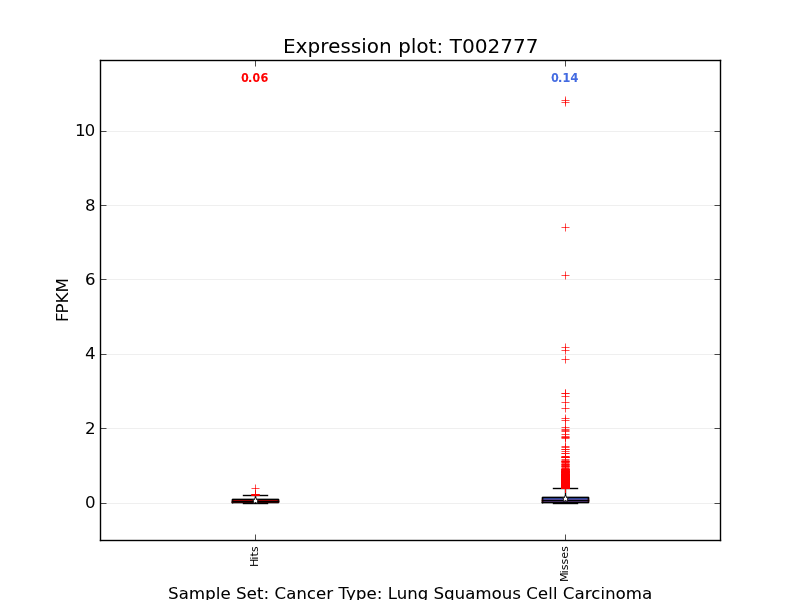 Expression plot: T002777
0.06
0.14
10
8
6
4
2
0
FPKM
Hits
Misses
Sample Set: Cancer Type: Lung Squamous Cell Carcinoma